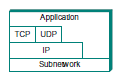 Application
TCP UDP
IP
Subnetwork